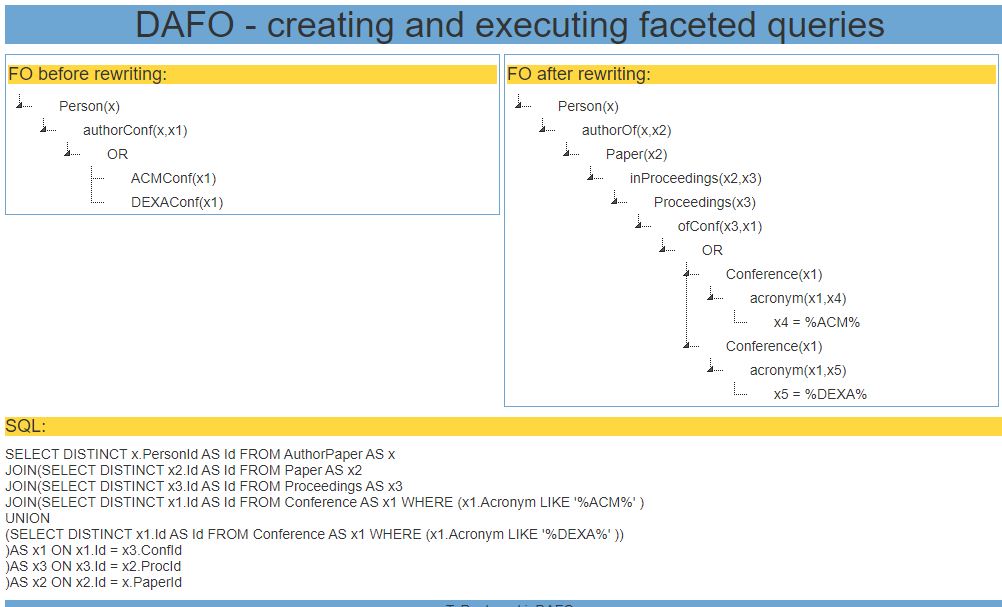 DAFO - creating and executing faceted queries
FO before rewriting:
Person(x)
authorConf(x,x1)
OR
ACMConf(x1)
DEXAConf(x1)
FO after rewriting:
Person(x)
authorOf(x,x2)
Paper(x2)
inProceedings(x2,x3)
Proceedings(x3)
ofConf(x3,x1)
OR
Conference(x1)
acronym(x1,x4)
x4 = %ACM%
Conference(x1)
acronym(x1,x5)
x5 = %DEXA%
SQL:
SELECT DISTINCT x.PersonId AS Id FROM AuthorPaper AS x
JOIN(SELECT DISTINCT x2.Id AS Id FROM Paper AS x2
JOIN(SELECT DISTINCT x3.Id AS Id FROM Proceedings AS x3
JOIN(SELECT DISTINCT x1.Id AS Id FROM Conference AS x1 WHERE (x1.Acronym LIKE '%ACM%' )
UNION
(SELECT DISTINCT x1.Id AS Id FROM Conference AS x1 WHERE (x1.Acronym LIKE '%DEXA%' ))
)AS x1 ON x1.Id = x3.ConfId
)AS x3 ON x3.Id = x2.ProcId
)AS x2 ON x2.Id = x.PaperId